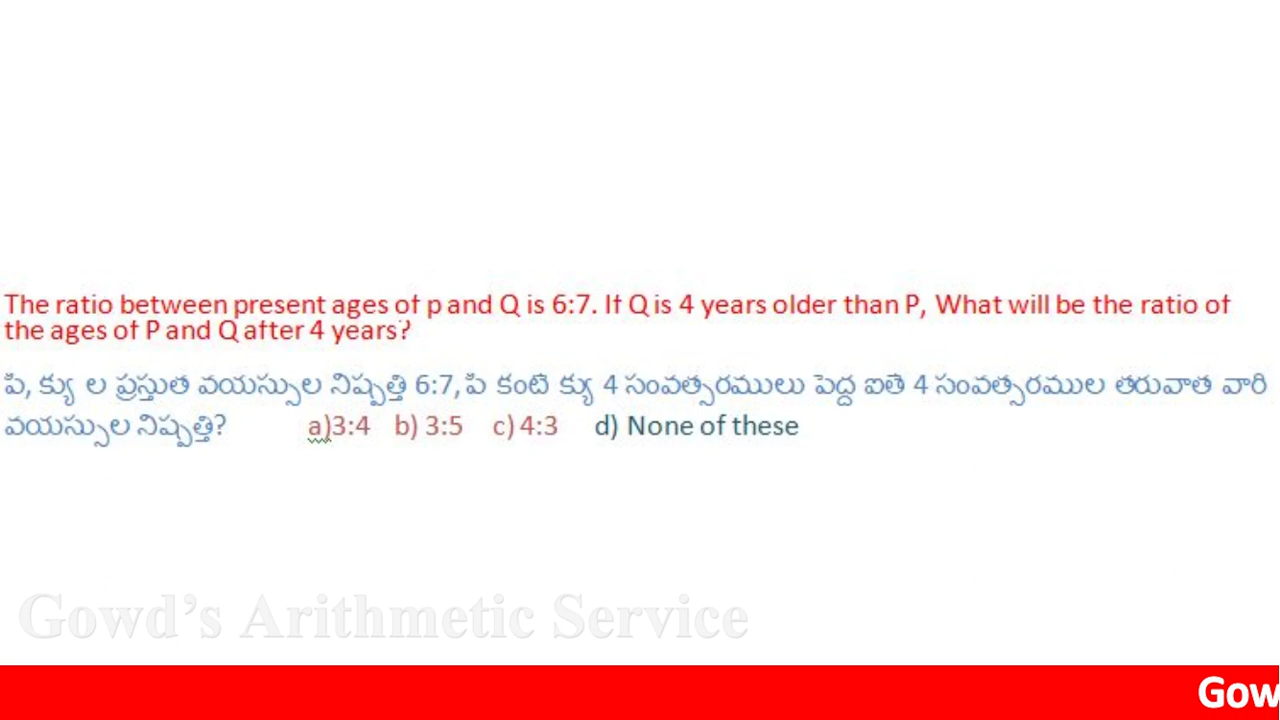 The ratio between present ages of p and Q is 6:7. If Q is 4 years older than P, What will be the ratio of
the ages of P and Q after 4 years?
పి, క్యు ల ప్రస్తుత వయస్సుల నిష్పత్తి 6:7, పి కంటె క్యు 4 సంవత్సరములు పెద్ద ఐతే 4 సంవత్సరముల తరువాత వారి
వయస్సుల నిష్పత్తి? a)3:4 b) 3:5 c) 4:3 d) None of these
Gowd's Arithmetic Service
Gow